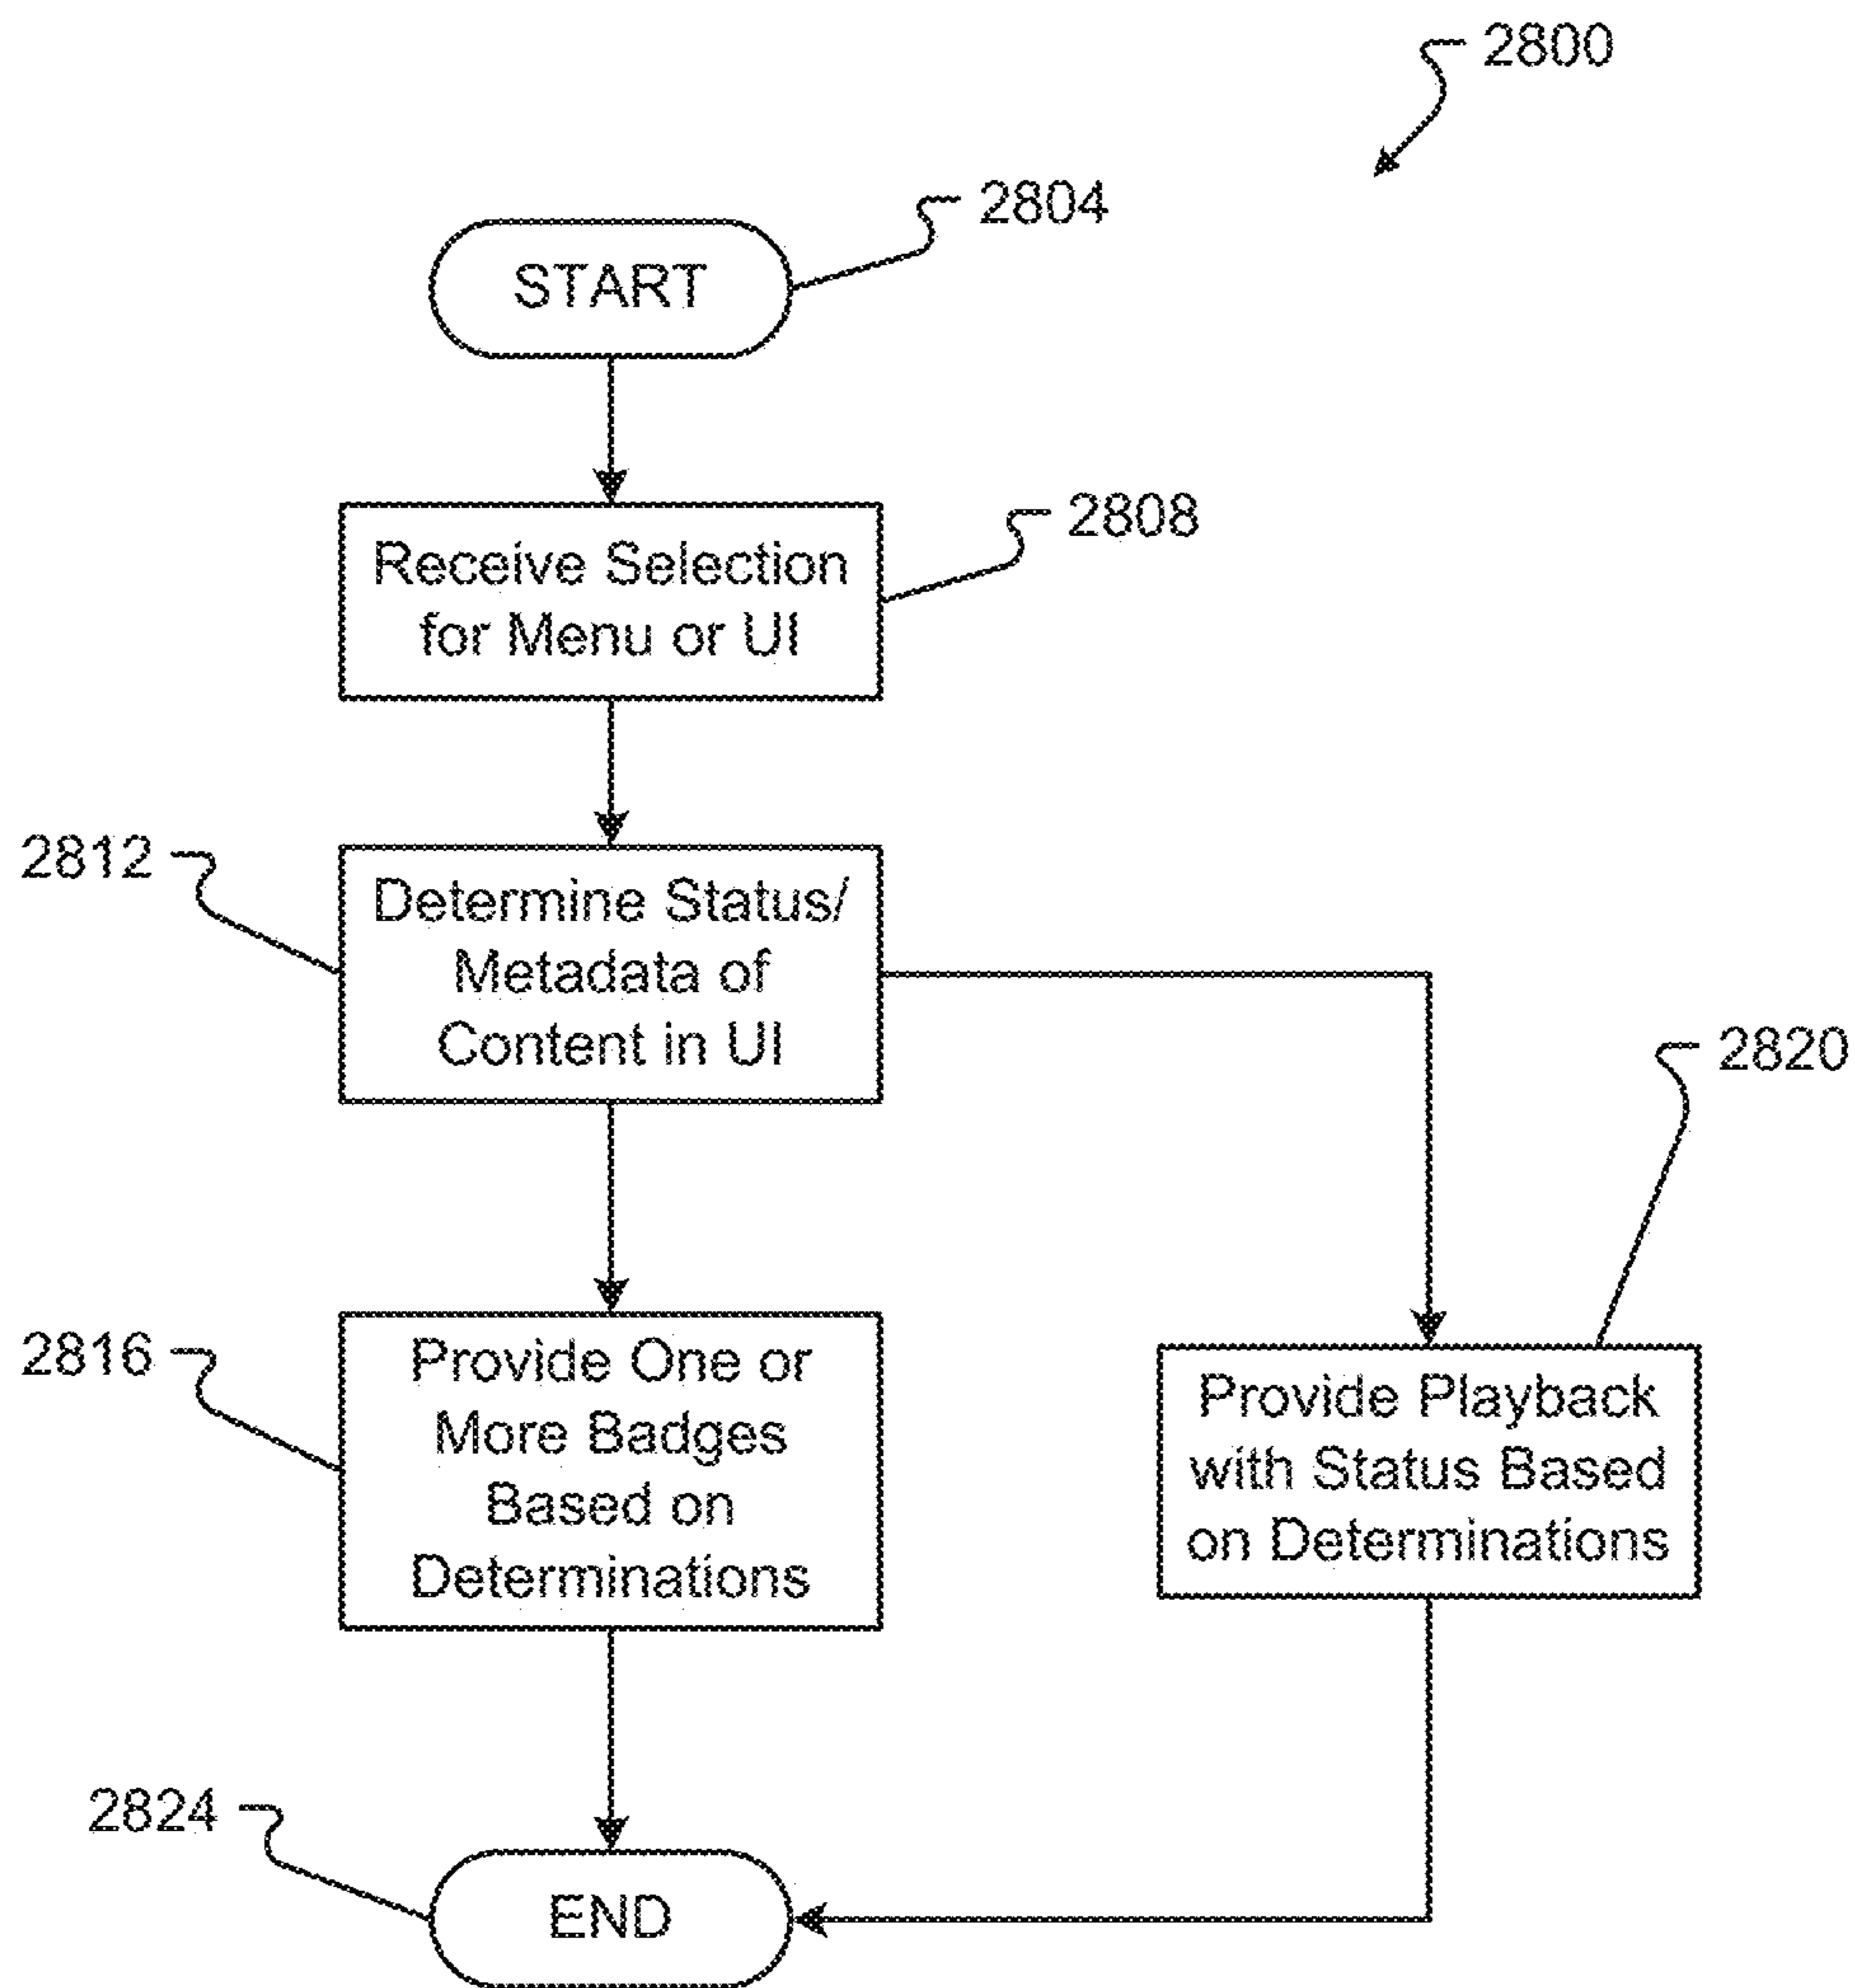 2800
2804
START
2808
Receive Selection
for Menu or UI
2812
Determine Status/
Metadata of
Content in UI
2820
2816
Provide One or
More Badges
Based on
Determinations
Provide Playback
with Status Based
on Determinations
2824
END